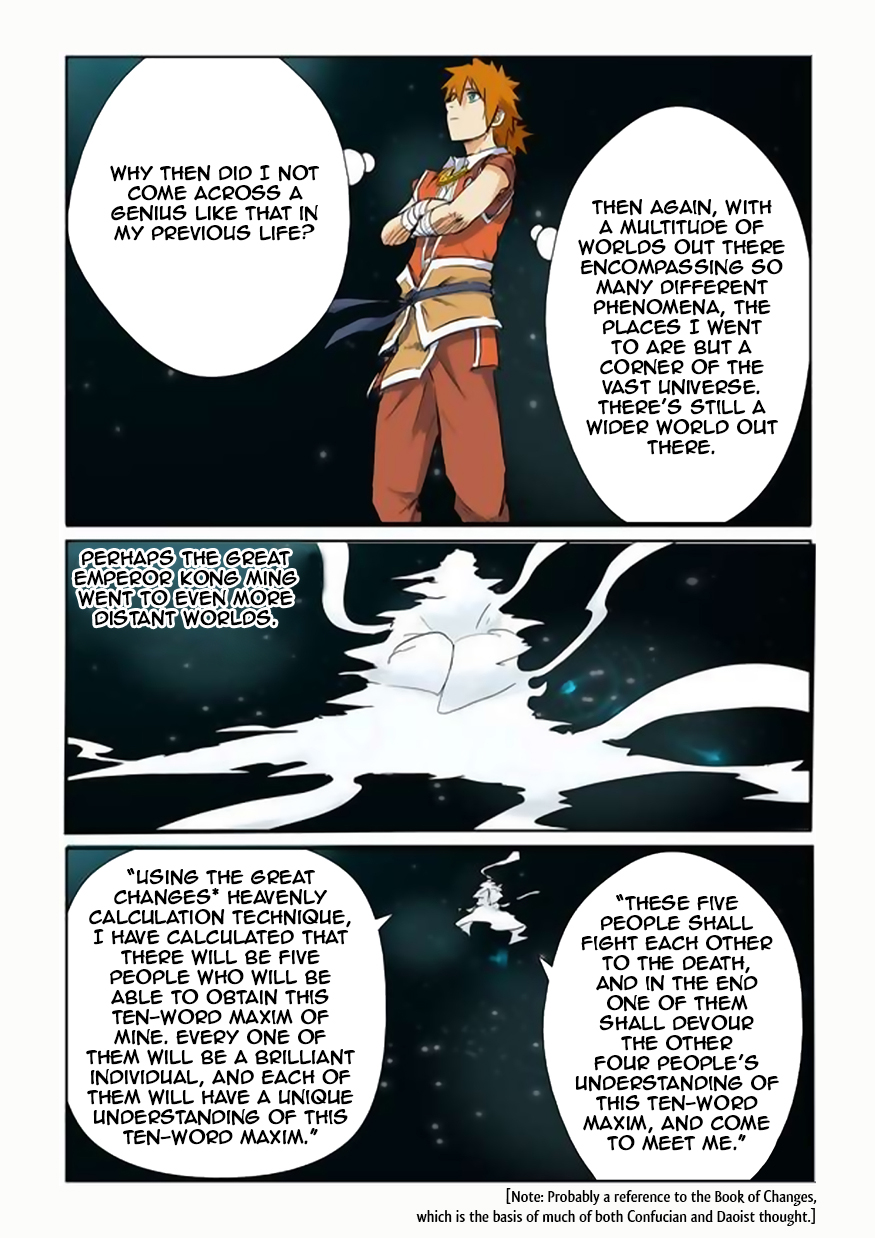 WHY THEN DID I NOT
COME ACROSS A
GENIUS LIKE THAT IN
MY PREVIOUS LIFE?
THEN AGAIN, WITH
A MULTITUDE OF
WORLDS OUT THERE
ENCOMPASSING SO
MANY DIFFERENT
PHENOMENA, THE
PLACES I WENT
TO ARE BUT A
CORNER OF THE
VAST UNIVERSE.
THERE'S STILL A
WIDER WORLD OUT
THERE.
PERHAPS THE GREAT
EMPEROR KONG MING
WENT TO EVEN MORE
DISTANT WORLDS.
"USING THE GREAT
CHANGES* HEAVENLY
CALCULATION TECHNIQUE,
I HAVE CALCULATED THAT
THERE WILL BE FIVE
PEOPLE WHO WILL BE
ABLE TO OBTAIN THIS
TEN-WORD MAXIM OF
MINE. EVERY ONE OF
THEM WILL BE A BRILLIANT
INDIVIDUAL, AND EACH OF
THEM WILL HAVE A UNIQUE
UNDERSTANDING OF THIS
TEN-WORD MAXIM."
"THESE FIVE
PEOPLE SHALL
FIGHT EACH OTHER
TO THE DEATH,
AND IN THE END
ONE OF THEM
SHALL DEVOUR
THE OTHER
FOUR PEOPLE'S
UNDERSTANDING OF
THIS TEN-WORD
MAXIM, AND COME
TO MEET ME."
[Note: Probably a reference to the Book of Changes,
which is the basis of much of both Confucian and Daoist thought.]